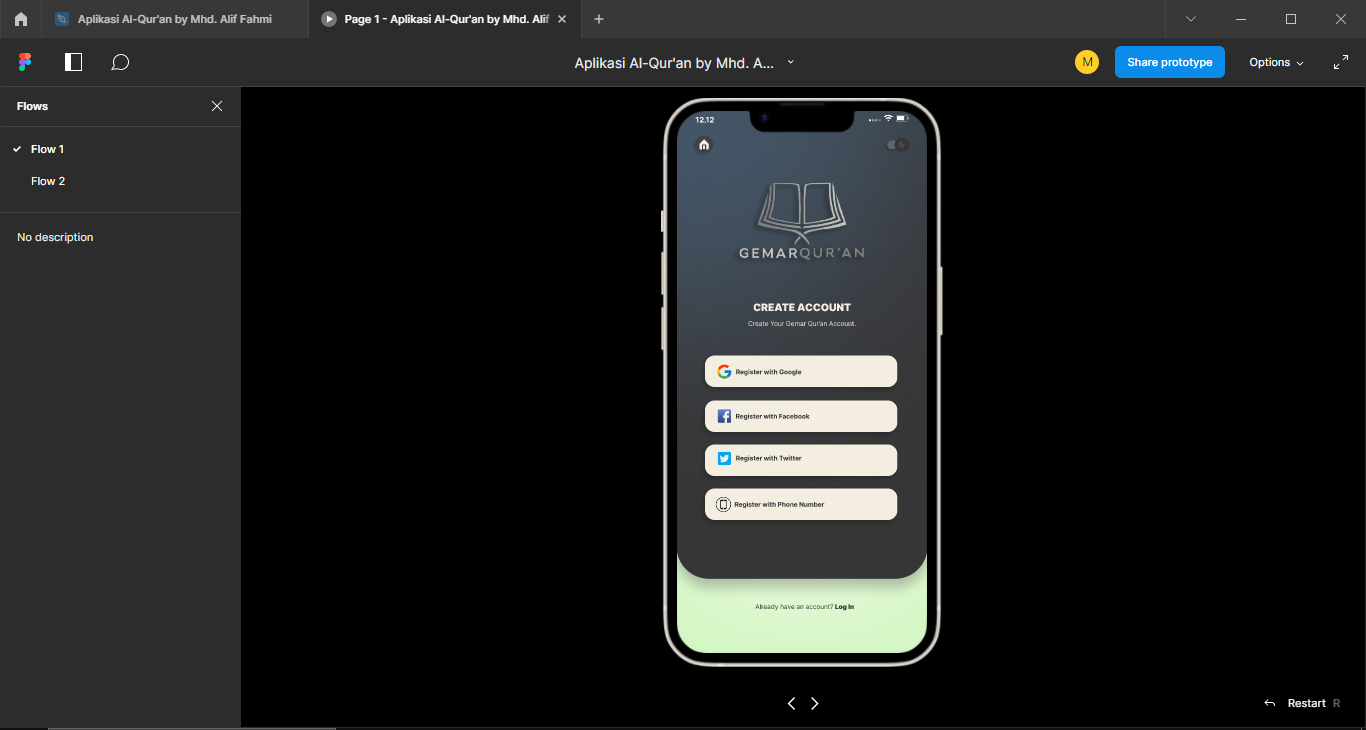 Aplikasi Al-Qur'an by Mhd. Alif Fahmi
Page 1 - Aplikasi Al-Qur'an by Mhd. Alif
Aplikasi Al-Qur'an by Mhd. A...
M
Share prototype
Options
Flows
Flow 1
Flow 2
No description
12.12
GEMARQUR'AN
CREATE ACCOUNT
Create Your Gemar Qur'an Account.
Register with Google
Register with Facebook
Register with Twitter
Register with Phone Number
Already have an account? Log In
Restart R